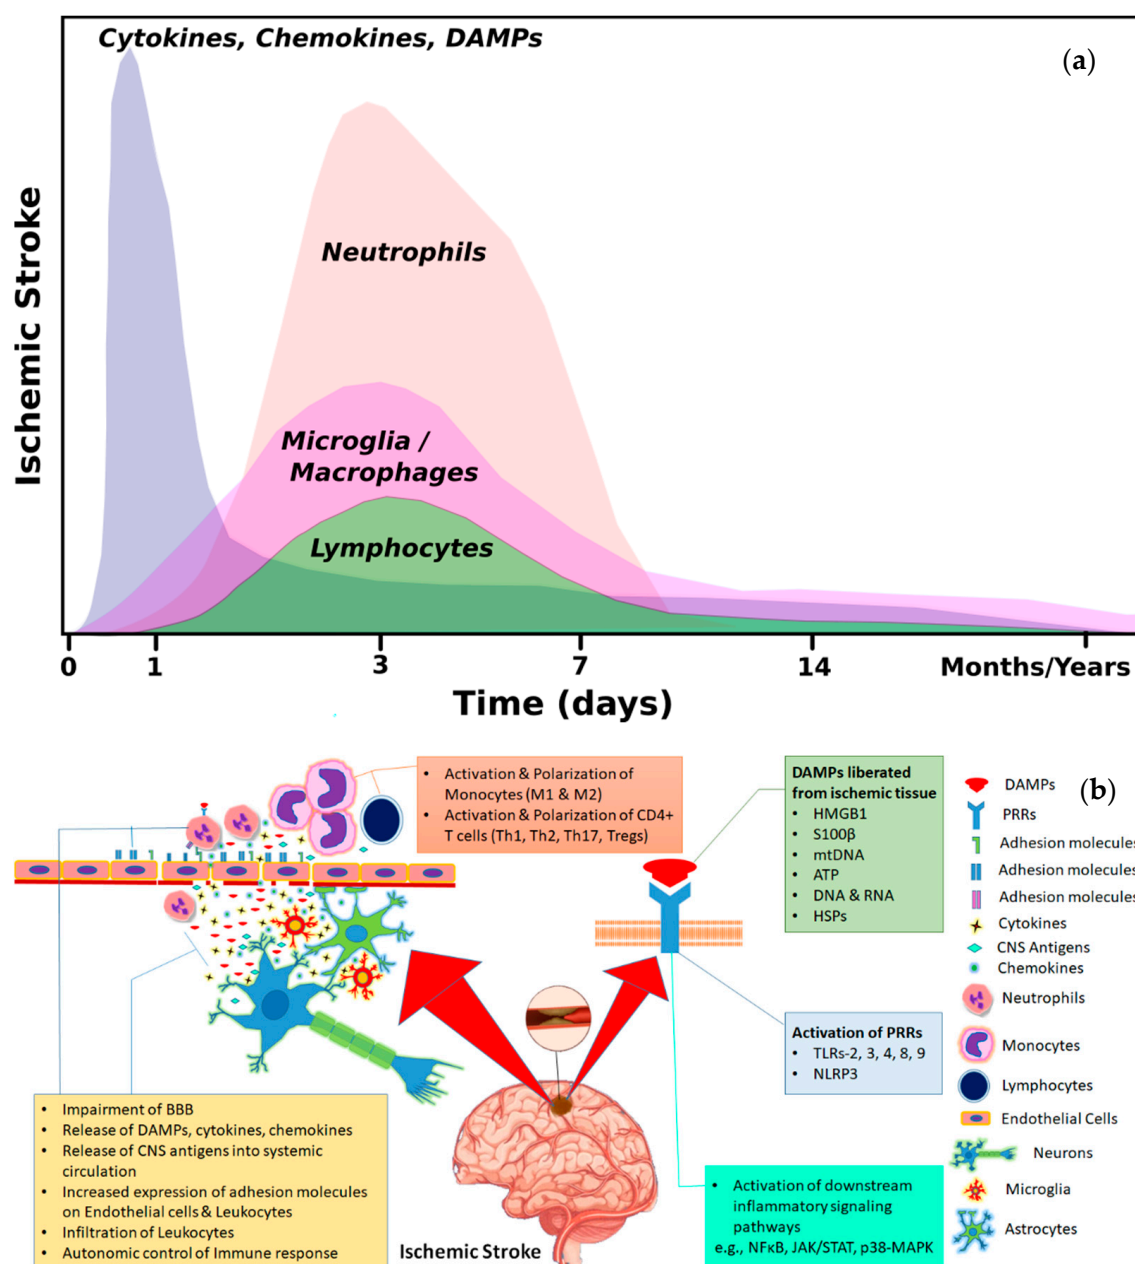 Cytokines, Chemokines, DAMPs
(a)
Ischemic Stroke
Neutrophils
Microglia /
Macrophages
Lymphocytes
0 1 3 7 14 Months/Years
Time (days)
(b)
• Activation & Polarization of
Monocytes (M1 & M2)
• Activation & Polarization of CD4+
T cells (Th1, Th2, Th17, Tregs)
DAMPs liberated
from ischemic tissue
• HMGB1
• S100β
• mtDNA
• ATP
• DNA & RNA
• HSPs
Activation of PRRs
• TLRs-2, 3, 4, 8, 9
• NLRP3
• Impairment of BBB
• Release of DAMPs, cytokines, chemokines
• Release of CNS antigens into systemic
circulation
• Increased expression of adhesion molecules
on Endothelial cells & Leukocytes
• Infiltration of Leukocytes
• Autonomic control of Immune response
Ischemic Stroke
• Activation of downstream
inflammatory signaling
pathways
e.g., NFκB, JAK/STAT, p38-MAPK
DAMPs
PRRs
Adhesion molecules
Adhesion molecules
Adhesion molecules
Cytokines
CNS Antigens
Chemokines
Neutrophils
Monocytes
Lymphocytes
Endothelial Cells
Neurons
Microglia
Astrocytes